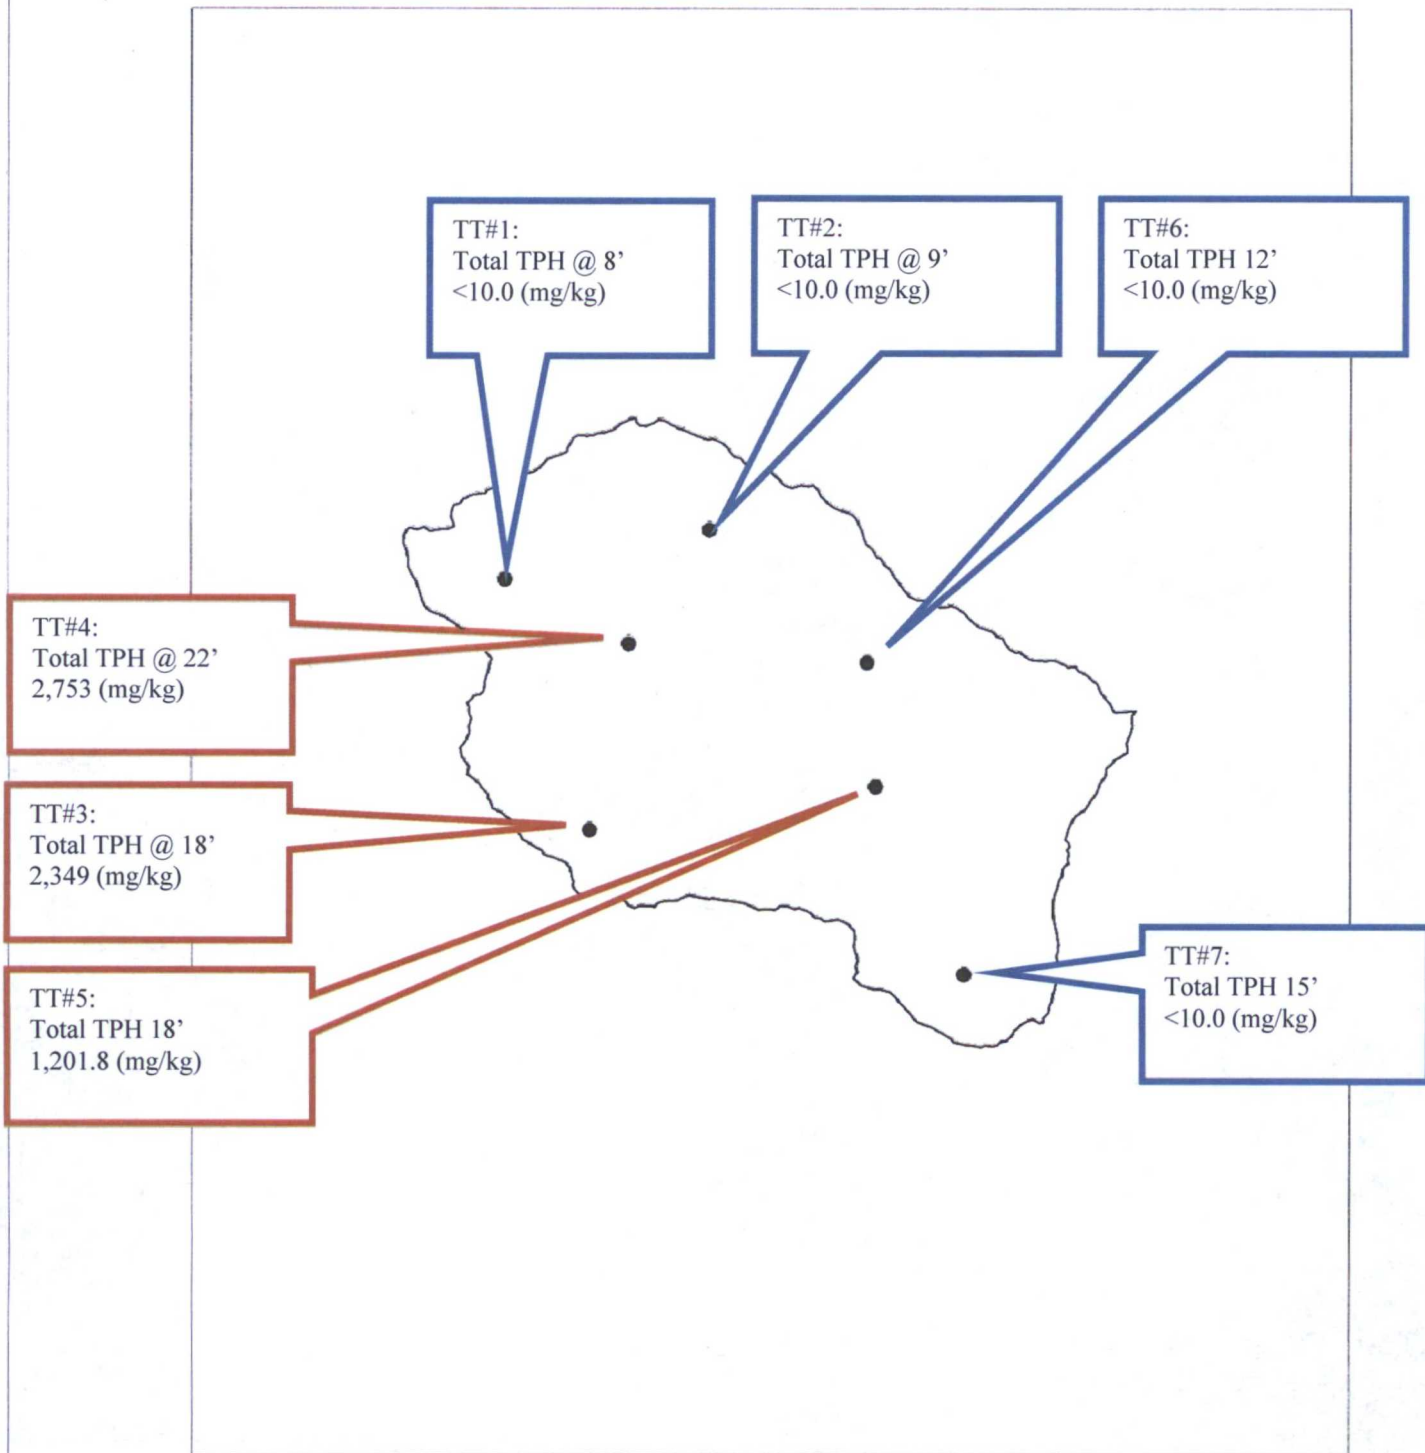 TT#1:
Total TPH @ 8’
<10.0 (mg/kg)
TT#2:
Total TPH @ 9’
<10.0 (mg/kg)
TT#6:
Total TPH 12’
<10.0 (mg/kg)
TT#4:
Total TPH @ 22’
2,753 (mg/kg)
TT#3:
Total TPH @ 18’
2,349 (mg/kg)
TT#5:
Total TPH 18’
1,201.8 (mg/kg)
TT#7:
Total TPH 15’
<10.0 (mg/kg)